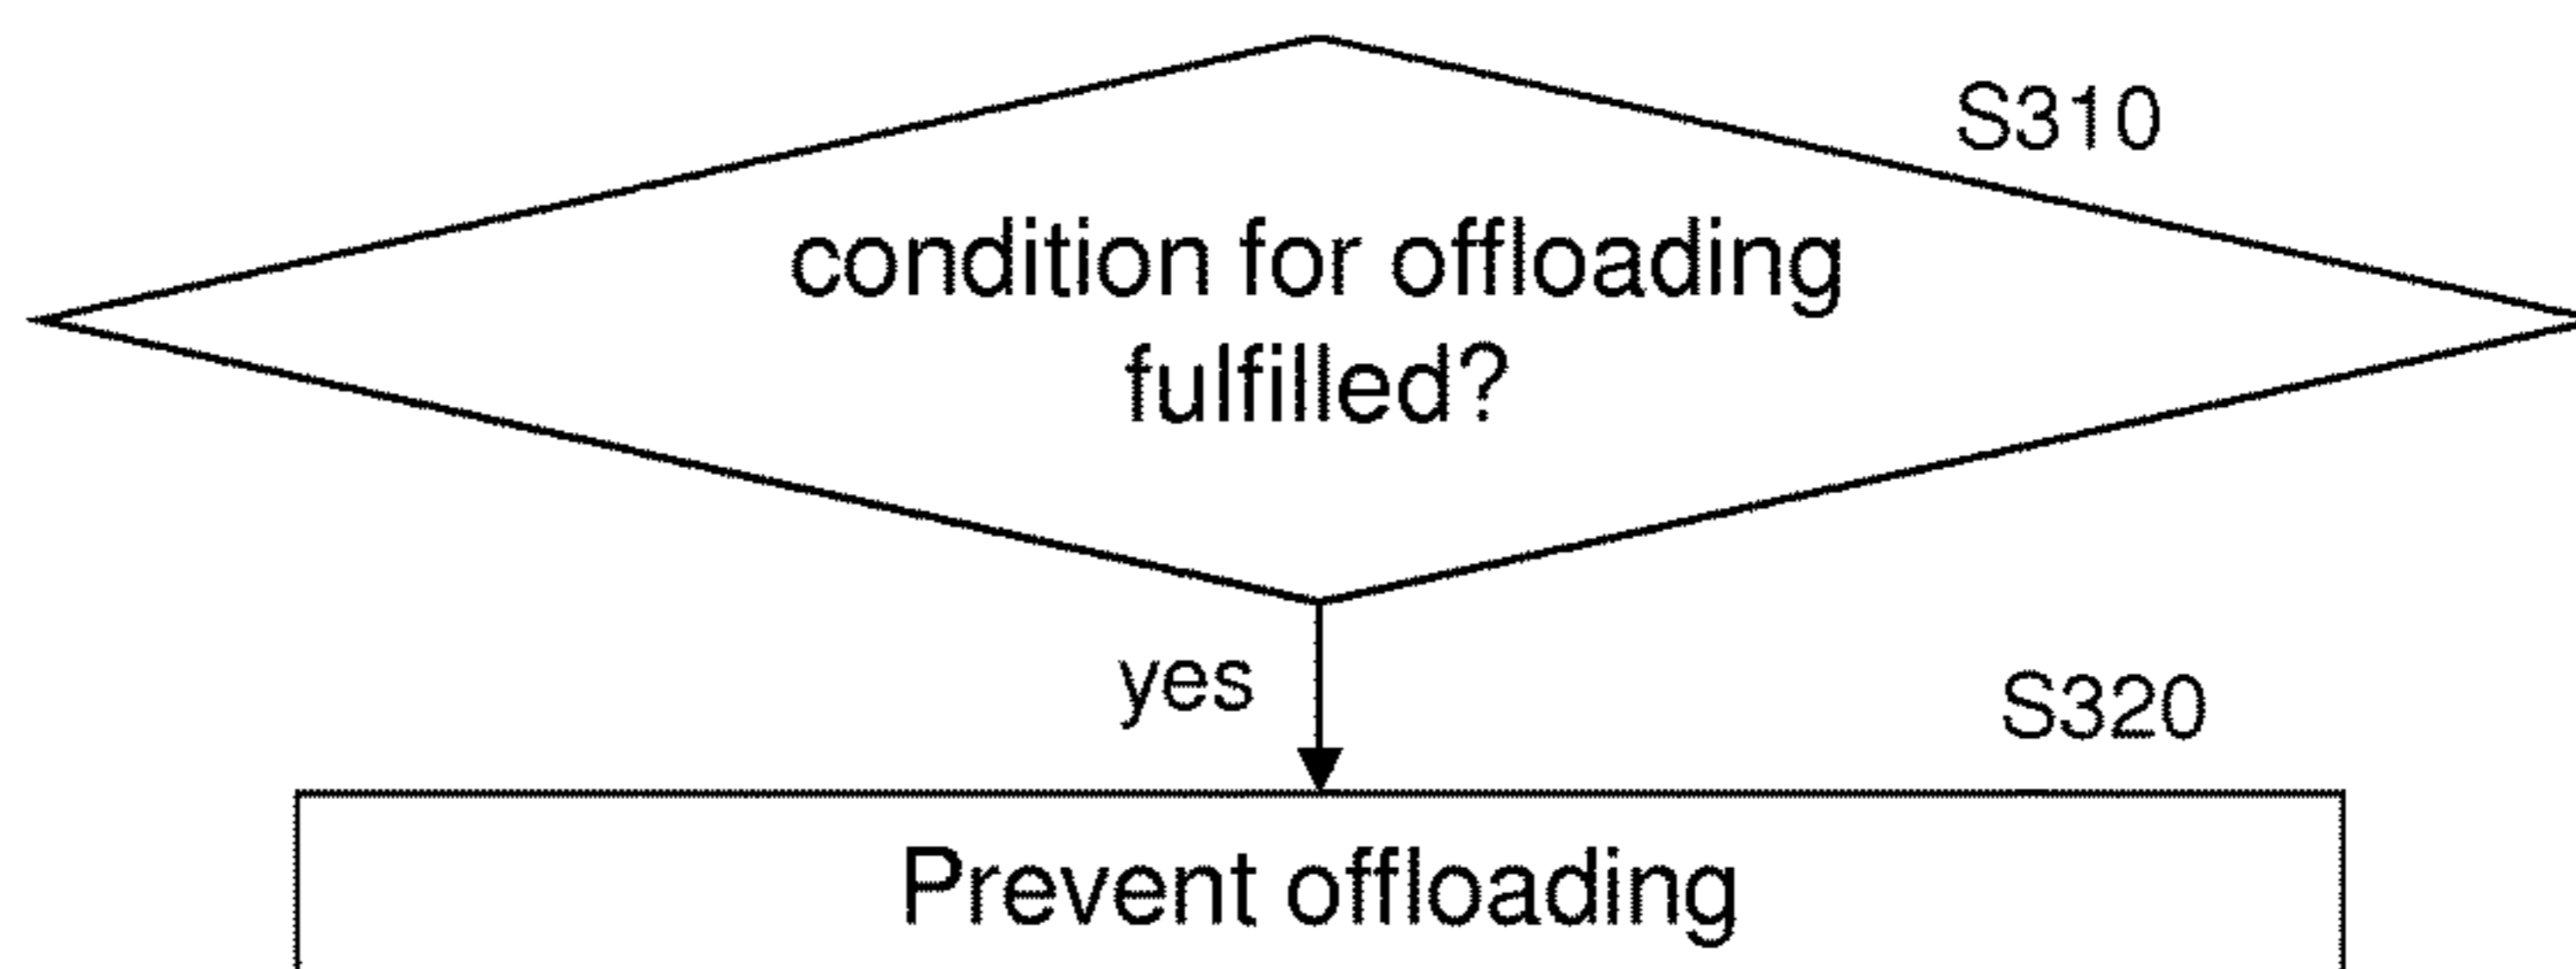 S310
condition for offloading
fulfilled?
yes
S320
Prevent offloading